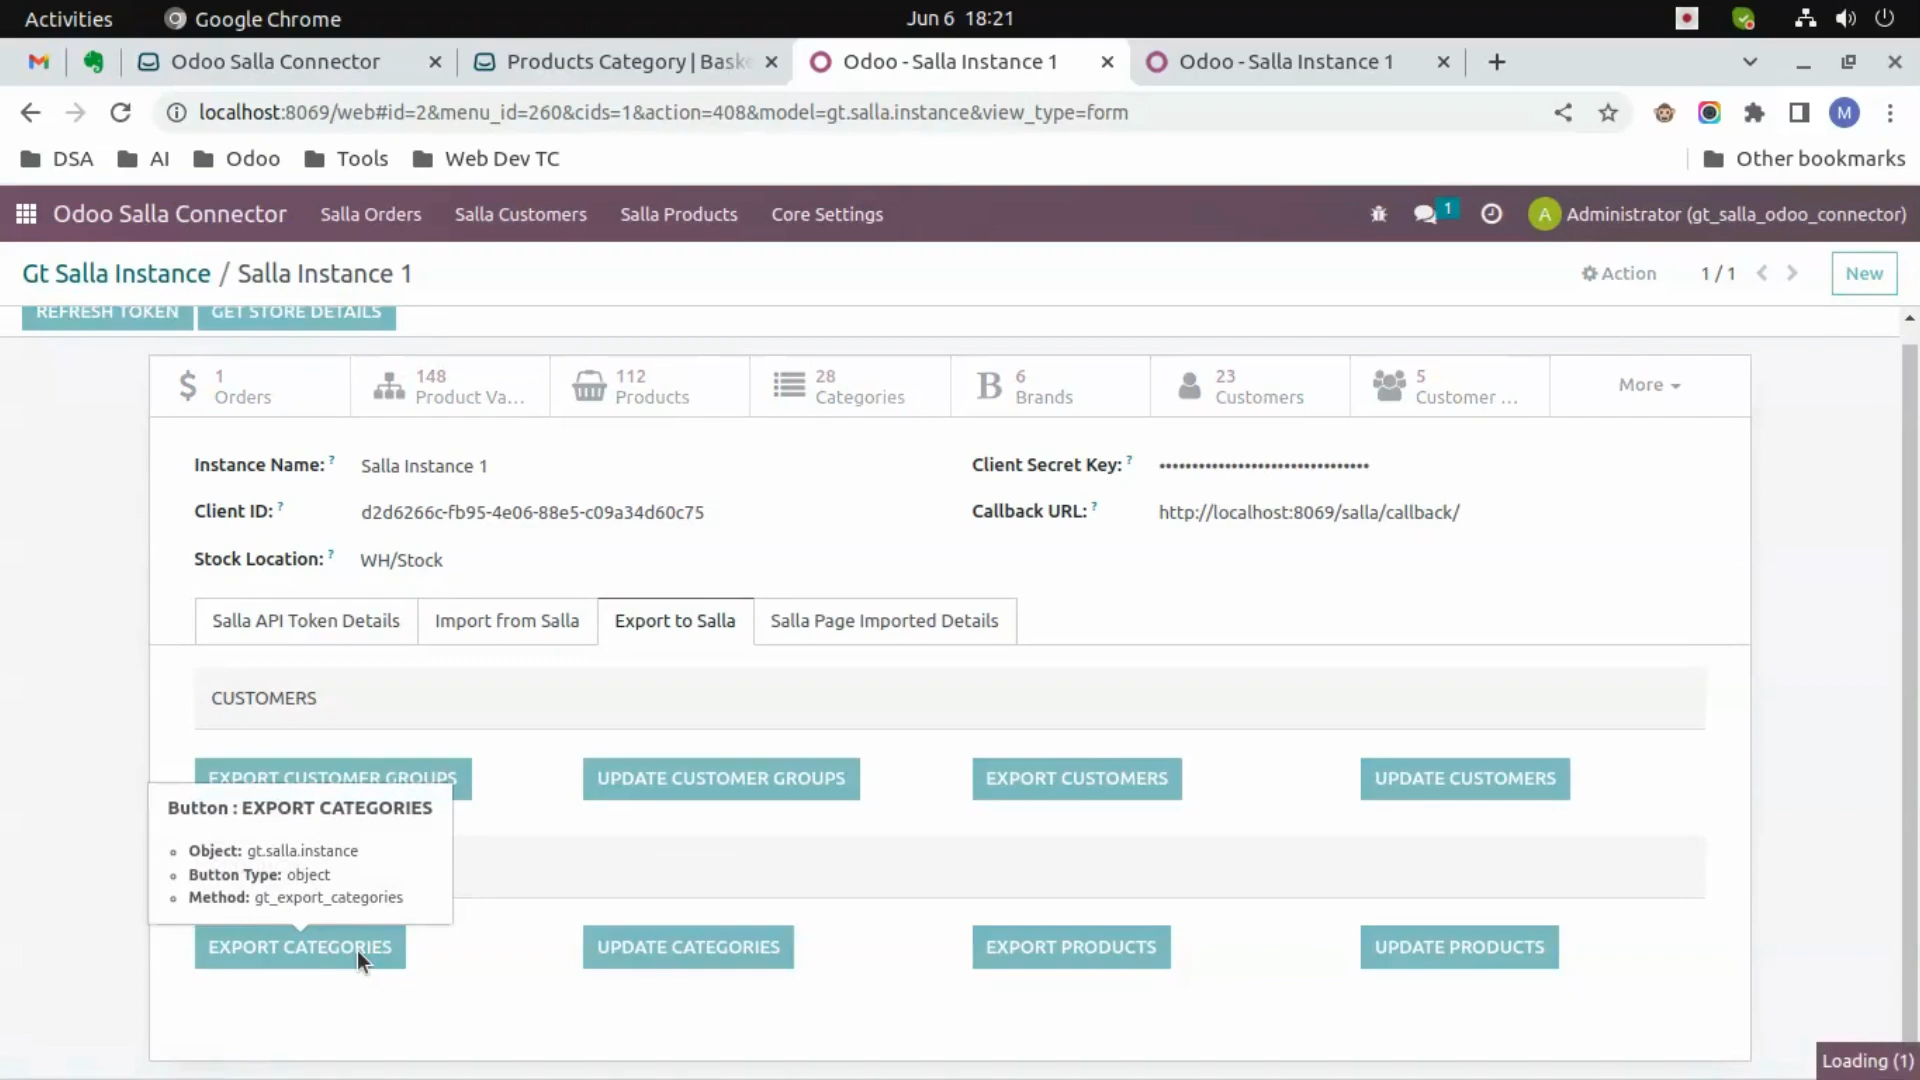 Activities Google Chrome Jun 6 18:21
Odoo Salla Connector Products Category | Bask Odoo - Salla Instance 1 Odoo - Salla Instance 1
localhost:8069/web#id=2&menu_id=260&cids=1&action=408&model=gt.salla.instance&view_type=form M
DSA AI Odoo Tools Web Dev TC Other bookmarks
Odoo Salla Connector Salla Orders Salla Customers Salla Products Core Settings 1 A Administrator (gt_salla_odoo_connector)
Gt Salla Instance / Salla Instance 1 Action 1 / 1 New
REFRESH TOKEN GET STORE DETAILS
1 148 112 28 6 23 5
Orders Product Va... Products Categories Brands Customers Customer ... More
Instance Name: ? Salla Instance 1 Client Secret Key: ? ••••••••••••••••••••••••••••••••
Client ID: ? d2d6266c-fb95-4e06-88e5-c09a34d60c75 Callback URL: ? http://localhost:8069/salla/callback/
Stock Location: ? WH/Stock
Salla API Token Details Import from Salla Export to Salla Salla Page Imported Details
CUSTOMERS
EXPORT CUSTOMER GROUPS UPDATE CUSTOMER GROUPS EXPORT CUSTOMERS UPDATE CUSTOMERS
Button : EXPORT CATEGORIES
Object: gt.salla.instance
Button Type: object
Method: gt_export_categories
EXPORT CATEGORIES UPDATE CATEGORIES EXPORT PRODUCTS UPDATE PRODUCTS
Loading (1)